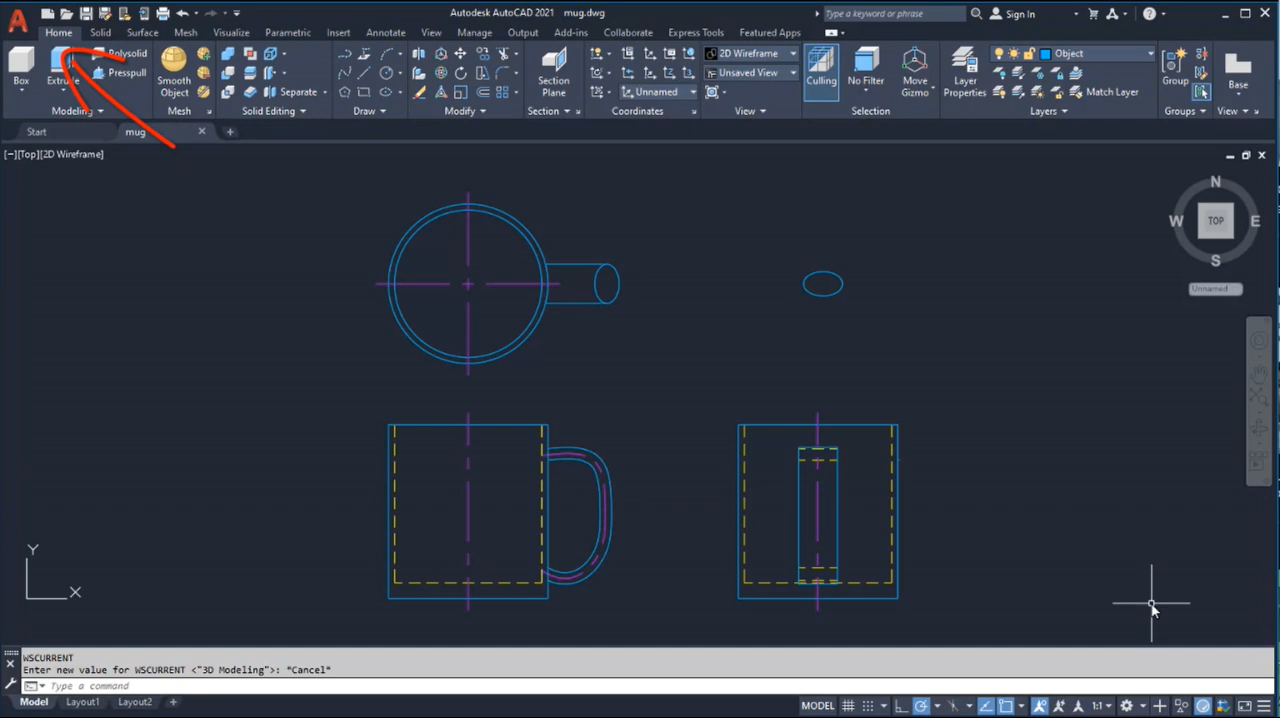 Autodesk AutoCAD 2021 mug.dwg
Type a keyword or phrase
Sign In
Home Solid Surface Mesh Visualize Parametric Insert Annotate View Manage Output Add-ins Collaborate Express Tools Featured Apps
Box
Extrude
Polysolid
Presspull
Modeling
Smooth Object
Mesh
Separate
Solid Editing
Draw
Modify
Section Plane
Section
Unnamed
Coordinates
2D Wireframe
Unsaved View
View
Culling
No Filter
Move Gizmo
Selection
Layer Properties
Object
Match Layer
Layers
Group
Groups
Base
View
Start mug
[−][Top][2D Wireframe]
N
W TOP E
S
Unnamed
Y
X
WSCURRENT
Enter new value for WSCURRENT <"3D Modeling">: *Cancel*
Type a command
Model Layout1 Layout2 +
MODEL
1:1